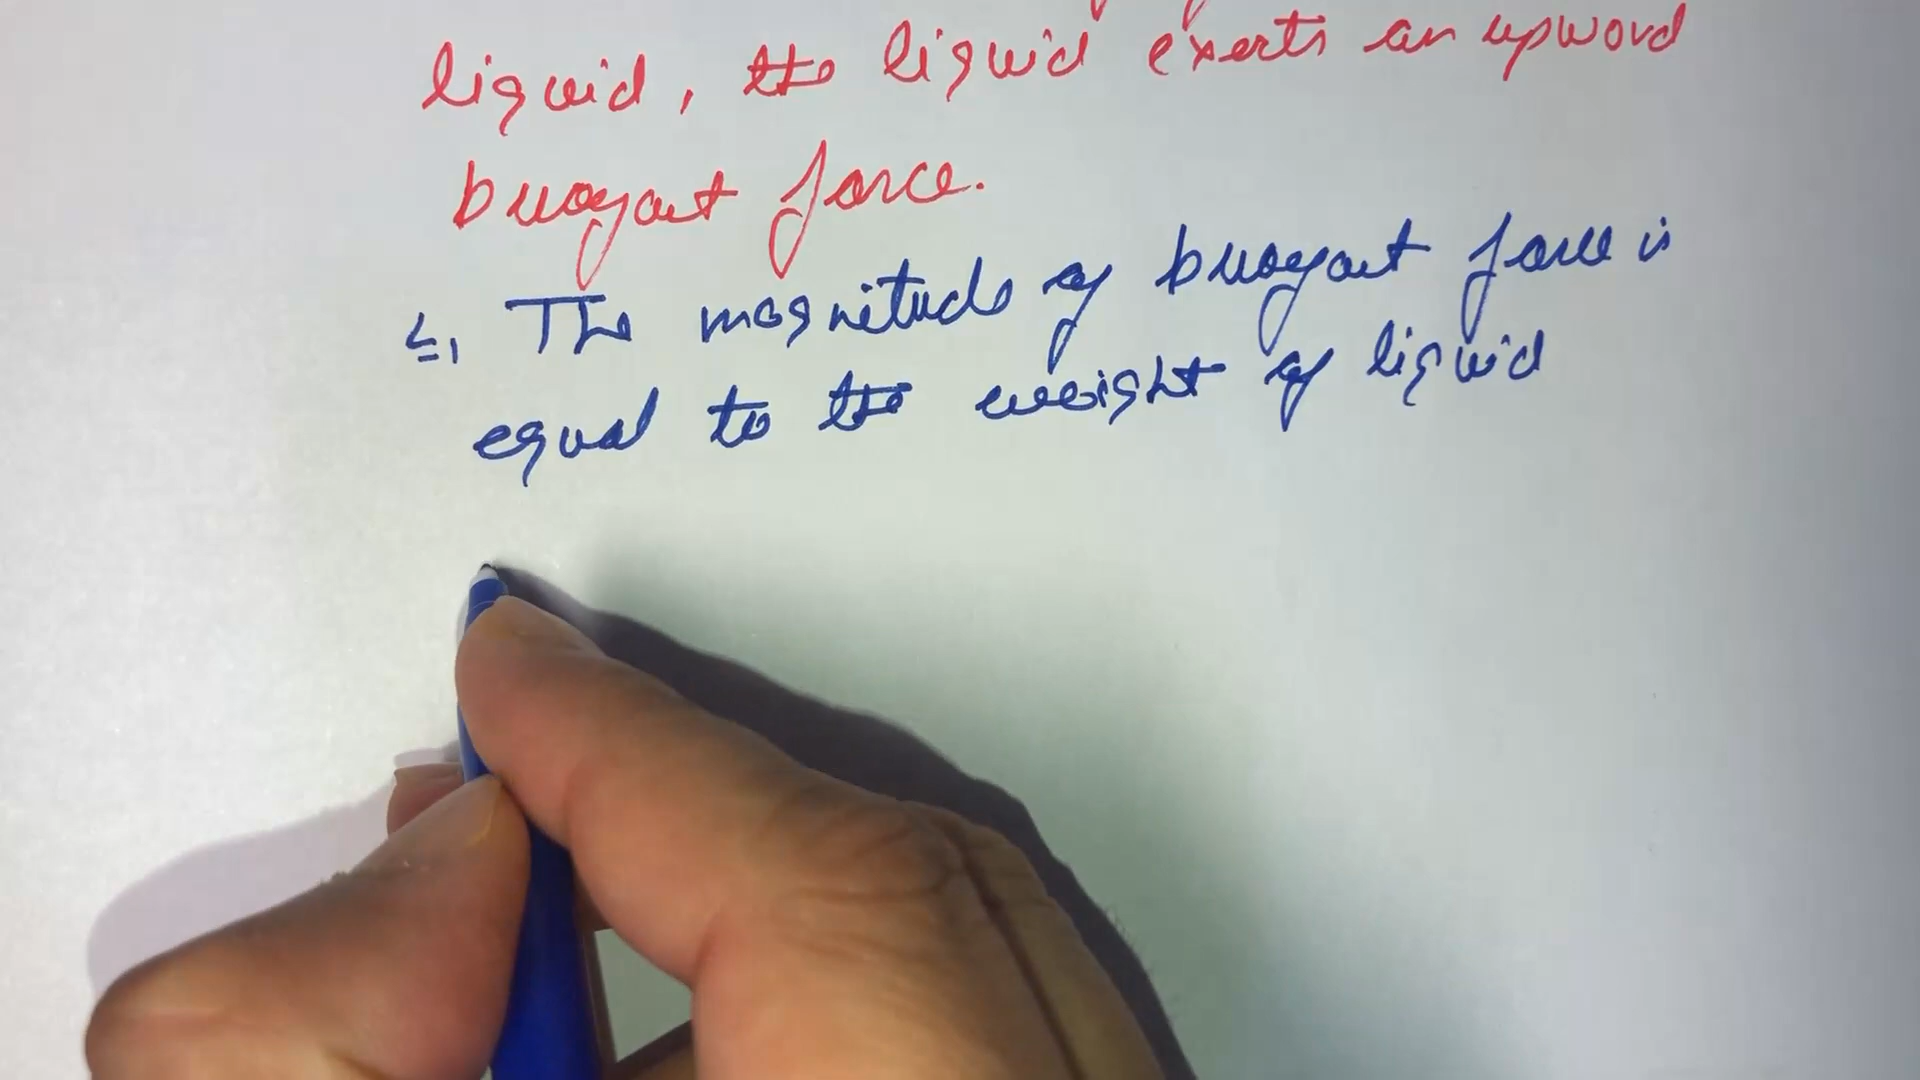 liquid, the liquid exerts an upword
buoyant force.
The magnitude of buoyant force is
equal to the weight of liquid